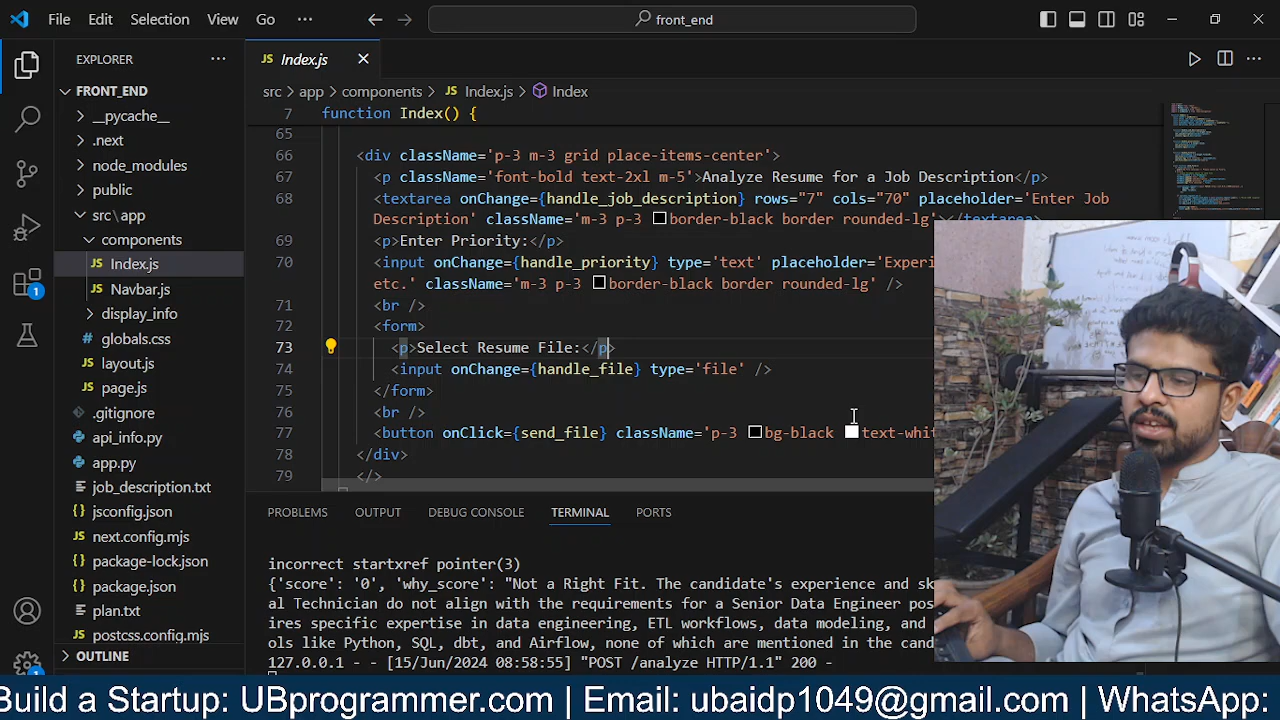 File Edit Selection View Go ··· front_end
EXPLORER ···
FRONT_END
__pycache__
.next
node_modules
public
src\app
components
JS Index.js
JS Navbar.js
display_info
globals.css
JS layout.js
JS page.js
.gitignore
api_info.py
app.py
job_description.txt
jsconfig.json
JS next.config.mjs
package-lock.json
package.json
plan.txt
JS postcss.config.mjs
OUTLINE
1
JS Index.js
src > app > components > JS Index.js > Index
7 function Index() {
65
66 <div className='p-3 m-3 grid place-items-center'>
67 <p className='font-bold text-2xl m-5'>Analyze Resume for a Job Description</p>
68 <textarea onChange={handle_job_description} rows="7" cols="70" placeholder='Enter Job
Description' className='m-3 p-3 border-black border rounded-lg'></textarea>
69 <p>Enter Priority:</p>
70 <input onChange={handle_priority} type='text' placeholder='Experi
etc.' className='m-3 p-3 border-black border rounded-lg' />
71 <br />
72 <form>
73 <p>Select Resume File:</p>
74 <input onChange={handle_file} type='file' />
75 </form>
76 <br />
77 <button onClick={send_file} className='p-3 bg-black text-whit
78 </div>
79 </>
PROBLEMS OUTPUT DEBUG CONSOLE TERMINAL PORTS
incorrect startxref pointer(3)
{'score': '0', 'why_score': "Not a Right Fit. The candidate's experience and sk
al Technician do not align with the requirements for a Senior Data Engineer pos
ires specific expertise in data engineering, ETL workflows, data modeling, and
ols like Python, SQL, dbt, and Airflow, none of which are mentioned in the cand
127.0.0.1 - - [15/Jun/2024 08:58:55] "POST /analyze HTTP/1.1" 200 -
Build a Startup: UBprogrammer.com | Email: ubaidp1049@gmail.com | WhatsApp: